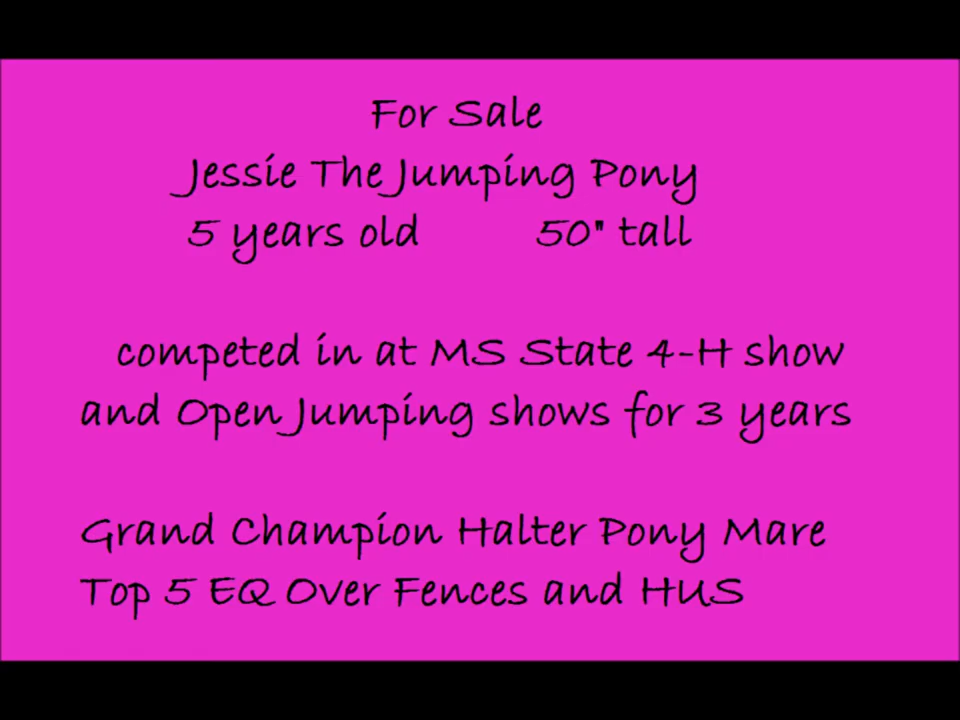 For Sale
Jessie The Jumping Pony
5 years old 50" tall
competed in at MS State 4-H show
and Open Jumping shows for 3 years
Grand Champion Halter Pony Mare
Top 5 EQ Over Fences and HUS